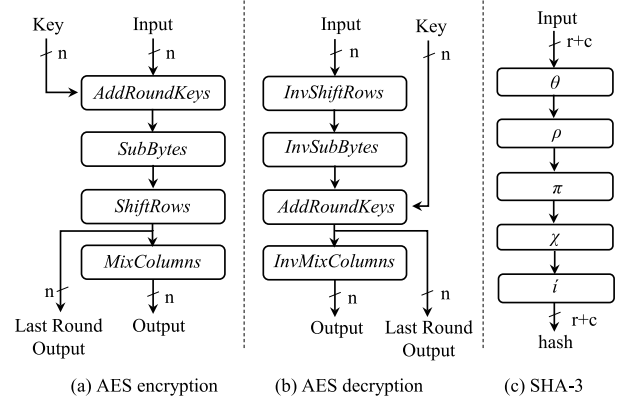 Key
Input
n
n
AddRoundKeys
SubBytes
ShiftRows
MixColumns
n
n
Last Round
Output
Output
(a) AES encryption
Input
Key
n
n
InvShiftRows
InvSubBytes
AddRoundKeys
InvMixColumns
n
n
Output
Last Round
Output
(b) AES decryption
Input
r+c
θ
ρ
π
χ
i
r+c
hash
(c) SHA-3